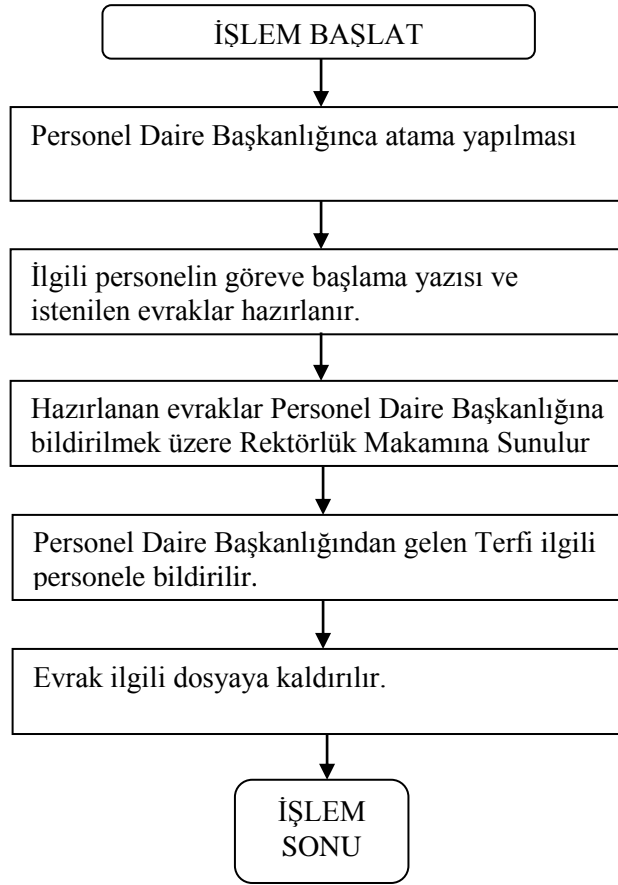 İŞLEM BAŞLAT
Personel Daire Başkanlığınca atama yapılması
İlgili personelin göreve başlama yazısı ve
istenilen evraklar hazırlanır.
Hazırlanan evraklar Personel Daire Başkanlığına
bildirilmek üzere Rektörlük Makamına Sunulur
Personel Daire Başkanlığından gelen Terfi ilgili
personele bildirilir.
Evrak ilgili dosyaya kaldırılır.
İŞLEM
SONU